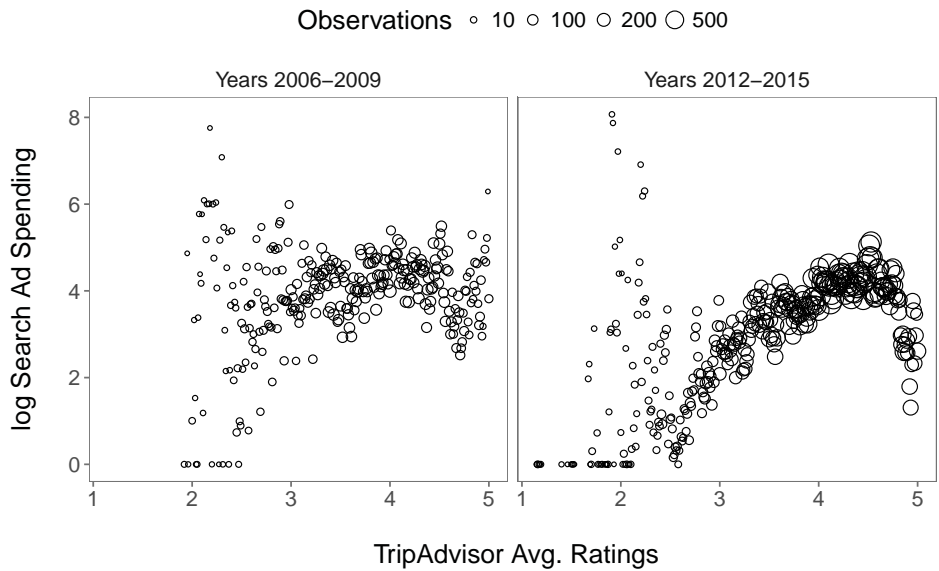 Observations 10 100 200 500
Years 2006–2009 Years 2012–2015
log Search Ad Spending
8
6
4
2
0
1 2 3 4 5 1 2 3 4 5
TripAdvisor Avg. Ratings